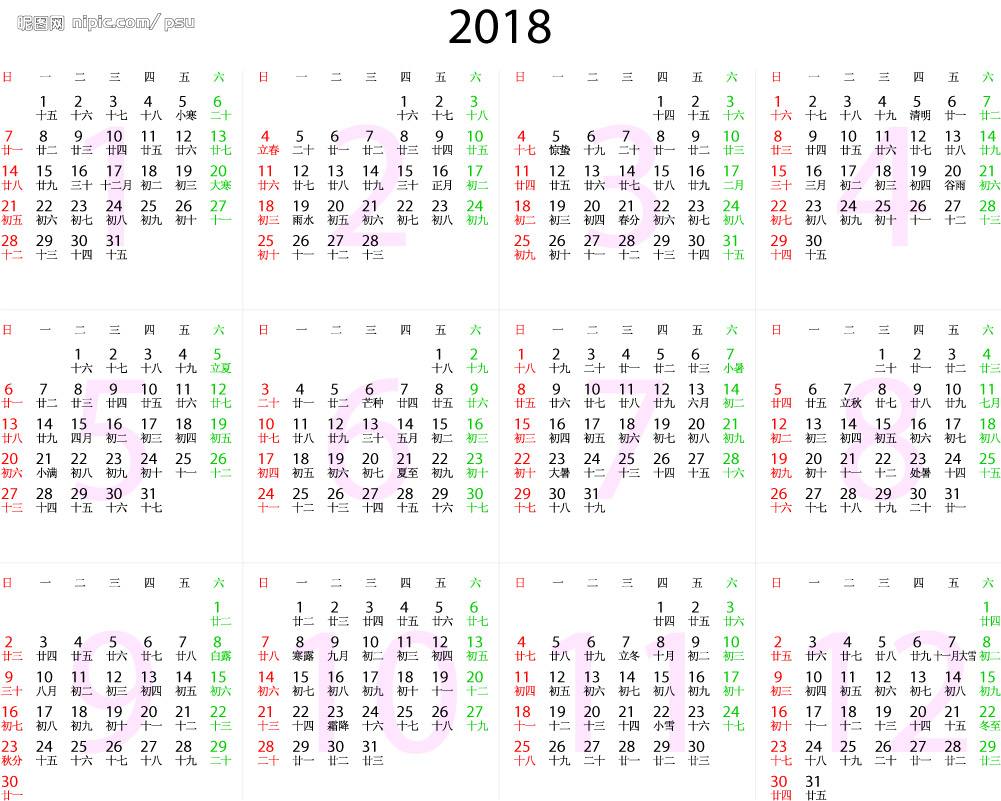 昵图网 nipic.com/psu
2018
1
日 一 二 三 四 五 六
1 2 3 4 5 6
十五 十六 十七 十八 小寒 二十
7 8 9 10 11 12 13
廿一 廿二 廿三 廿四 廿五 廿六 廿七
14 15 16 17 18 19 20
廿八 廿九 三十 十二月 初二 初三 大寒
21 22 23 24 25 26 27
初五 初六 初七 初八 初九 初十 十一
28 29 30 31
十二 十三 十四 十五
2
日 一 二 三 四 五 六
1 2 3
十六 十七 十八
4 5 6 7 8 9 10
立春 二十 廿一 廿二 廿三 廿四 廿五
11 12 13 14 15 16 17
廿六 廿七 廿八 廿九 三十 正月 初二
18 19 20 21 22 23 24
初三 雨水 初五 初六 初七 初八 初九
25 26 27 28
初十 十一 十二 十三
3
日 一 二 三 四 五 六
1 2 3
十四 十五 十六
4 5 6 7 8 9 10
十七 惊蛰 十九 二十 廿一 廿二 廿三
11 12 13 14 15 16 17
廿四 廿五 廿六 廿七 廿八 廿九 二月
18 19 20 21 22 23 24
初二 初三 初四 春分 初六 初七 初八
25 26 27 28 29 30 31
初九 初十 十一 十二 十三 十四 十五
4
日 一 二 三 四 五 六
1 2 3 4 5 6 7
十六 十七 十八 十九 清明 廿一 廿二
8 9 10 11 12 13 14
廿三 廿四 廿五 廿六 廿七 廿八 廿九
15 16 17 18 19 20 21
三十 三月 初二 初三 初四 谷雨 初六
22 23 24 25 26 27 28
初七 初八 初九 初十 十一 十二 十三
29 30
十四 十五
5
日 一 二 三 四 五 六
1 2 3 4 5
十六 十七 十八 十九 立夏
6 7 8 9 10 11 12
廿一 廿二 廿三 廿四 廿五 廿六 廿七
13 14 15 16 17 18 19
廿八 廿九 四月 初二 初三 初四 初五
20 21 22 23 24 25 26
初六 小满 初八 初九 初十 十一 十二
27 28 29 30 31
十三 十四 十五 十六 十七
6
日 一 二 三 四 五 六
1 2
十八 十九
3 4 5 6 7 8 9
二十 廿一 廿二 芒种 廿四 廿五 廿六
10 11 12 13 14 15 16
廿七 廿八 廿九 三十 五月 初二 初三
17 18 19 20 21 22 23
初四 初五 初六 初七 夏至 初九 初十
24 25 26 27 28 29 30
十一 十二 十三 十四 十五 十六 十七
7
日 一 二 三 四 五 六
1 2 3 4 5 6 7
十八 十九 二十 廿一 廿二 廿三 小暑
8 9 10 11 12 13 14
廿五 廿六 廿七 廿八 廿九 六月 初二
15 16 17 18 19 20 21
初三 初四 初五 初六 初七 初八 初九
22 23 24 25 26 27 28
初十 大暑 十二 十三 十四 十五 十六
29 30 31
十七 十八 十九
8
日 一 二 三 四 五 六
1 2 3 4
二十 廿一 廿二 廿三
5 6 7 8 9 10 11
廿四 廿五 立秋 廿七 廿八 廿九 七月
12 13 14 15 16 17 18
初二 初三 初四 初五 初六 初七 初八
19 20 21 22 23 24 25
初九 初十 十一 十二 处暑 十四 十五
26 27 28 29 30 31
十六 十七 十八 十九 二十 廿一
9
日 一 二 三 四 五 六
1
廿二
2 3 4 5 6 7 8
廿三 廿四 廿五 廿六 廿七 廿八 白露
9 10 11 12 13 14 15
三十 八月 初二 初三 初四 初五 初六
16 17 18 19 20 21 22
初七 初八 初九 初十 十一 十二 十三
23 24 25 26 27 28 29
秋分 十五 十六 十七 十八 十九 二十
30
廿一
10
日 一 二 三 四 五 六
1 2 3 4 5 6
廿二 廿三 廿四 廿五 廿六 廿七
7 8 9 10 11 12 13
廿八 寒露 九月 初二 初三 初四 初五
14 15 16 17 18 19 20
初六 初七 初八 初九 初十 十一 十二
21 22 23 24 25 26 27
十三 十四 霜降 十六 十七 十八 十九
28 29 30 31
二十 廿一 廿二 廿三
11
日 一 二 三 四 五 六
1 2 3
廿四 廿五 廿六
4 5 6 7 8 9 10
廿七 廿八 廿九 立冬 十月 初二 初三
11 12 13 14 15 16 17
初四 初五 初六 初七 初八 初九 初十
18 19 20 21 22 23 24
十一 十二 十三 十四 小雪 十六 十七
25 26 27 28 29 30
十八 十九 二十 廿一 廿二 廿三
12
日 一 二 三 四 五 六
1
廿四
2 3 4 5 6 7 8
廿五 廿六 廿七 廿八 廿九 十一月大雪 初二
9 10 11 12 13 14 15
初三 初四 初五 初六 初七 初八 初九
16 17 18 19 20 21 22
初十 十一 十二 十三 十四 十五 冬至
23 24 25 26 27 28 29
十七 十八 十九 二十 廿一 廿二 廿三
30 31
廿四 廿五